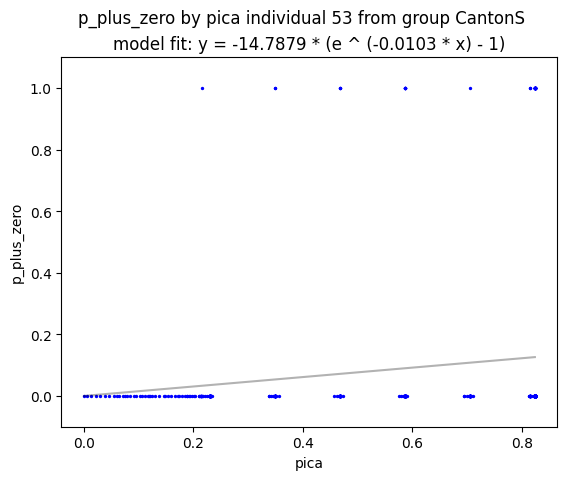 p_plus_zero by pica individual 53 from group CantonS
model fit: y = -14.7879 * (e ^ (-0.0103 * x) - 1)
1.0
0.8
0.6
0.4
0.2
0.0
p_plus_zero
0.0 0.2 0.4 0.6 0.8
pica